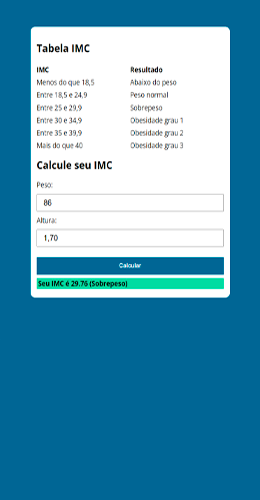 Tabela IMC
IMC Resultado
Menos do que 18,5 Abaixo do peso
Entre 18,5 e 24,9 Peso normal
Entre 25 e 29,9 Sobrepeso
Entre 30 e 34,9 Obesidade grau 1
Entre 35 e 39,9 Obesidade grau 2
Mais do que 40 Obesidade grau 3
Calcule seu IMC
Peso:
86
Altura:
1,70
Calcular
Seu IMC é 29.76 (Sobrepeso)